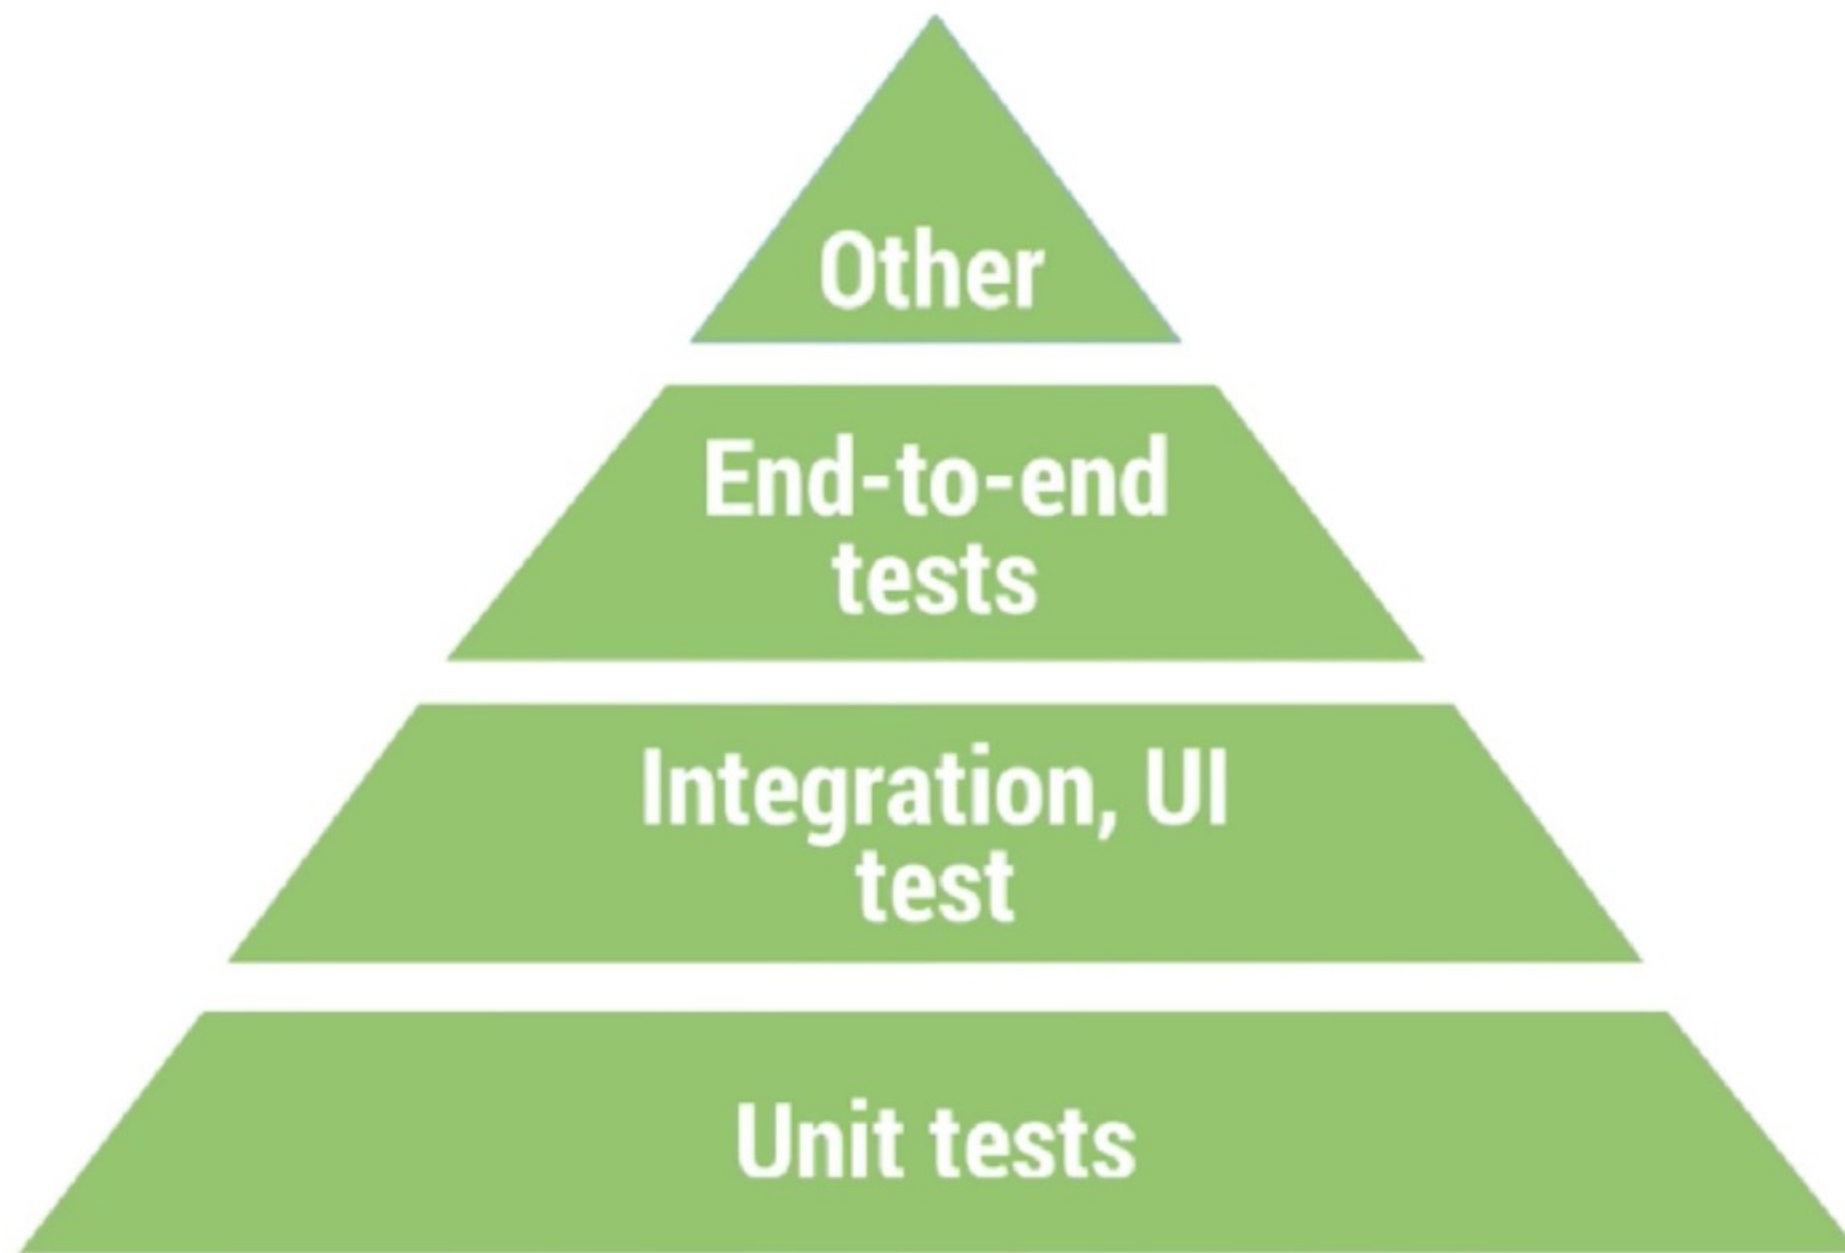 Other
End-to-end
tests
Integration, UI
test
Unit tests